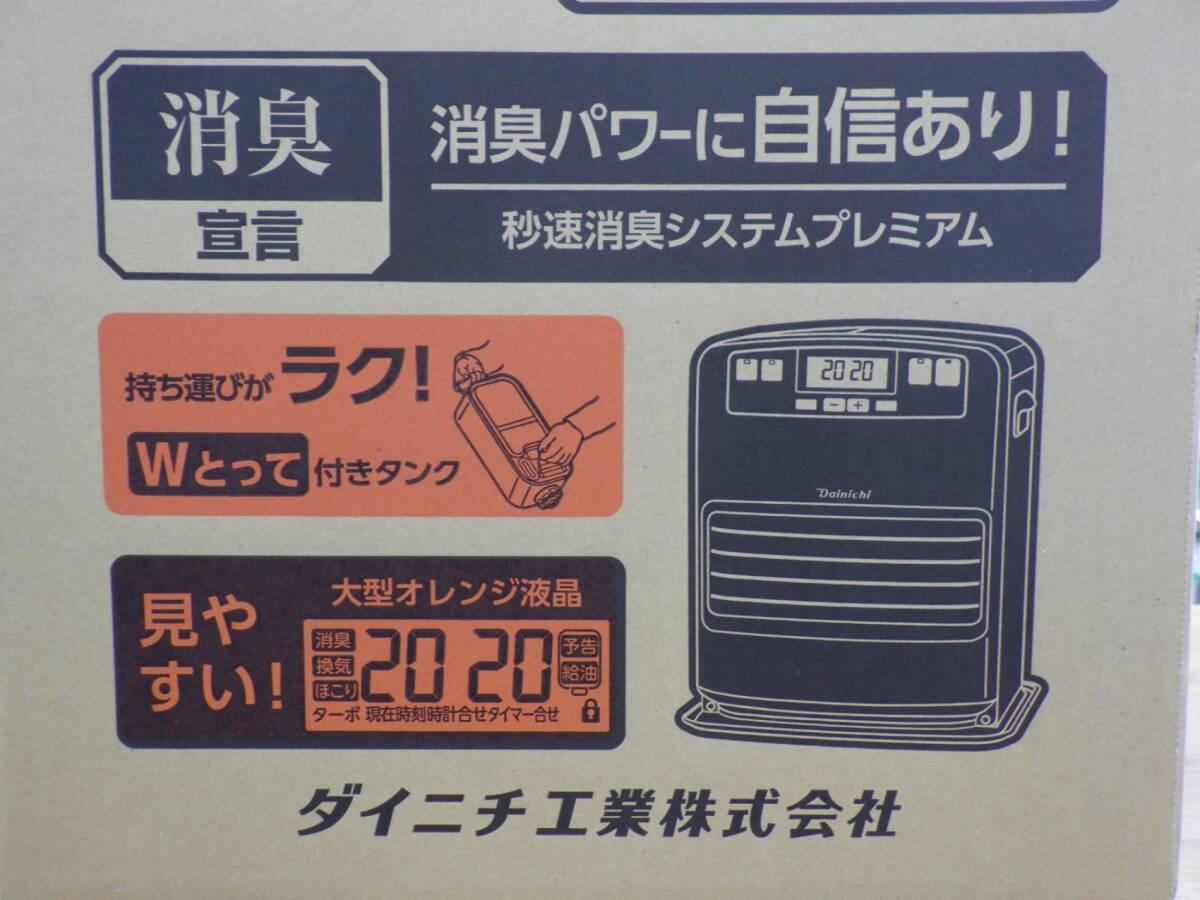 消臭
宣言
消臭パワーに自信あり!
秒速消臭システムプレミアム
持ち運びがラク!
Wとって付きタンク
見や
すい!
大型オレンジ液晶
消臭
換気
ほこり
20 20
予告
給油
ターボ 現在時刻 時計合せ タイマー合せ
20 20
− +
Dainichi
ダイニチ工業株式会社